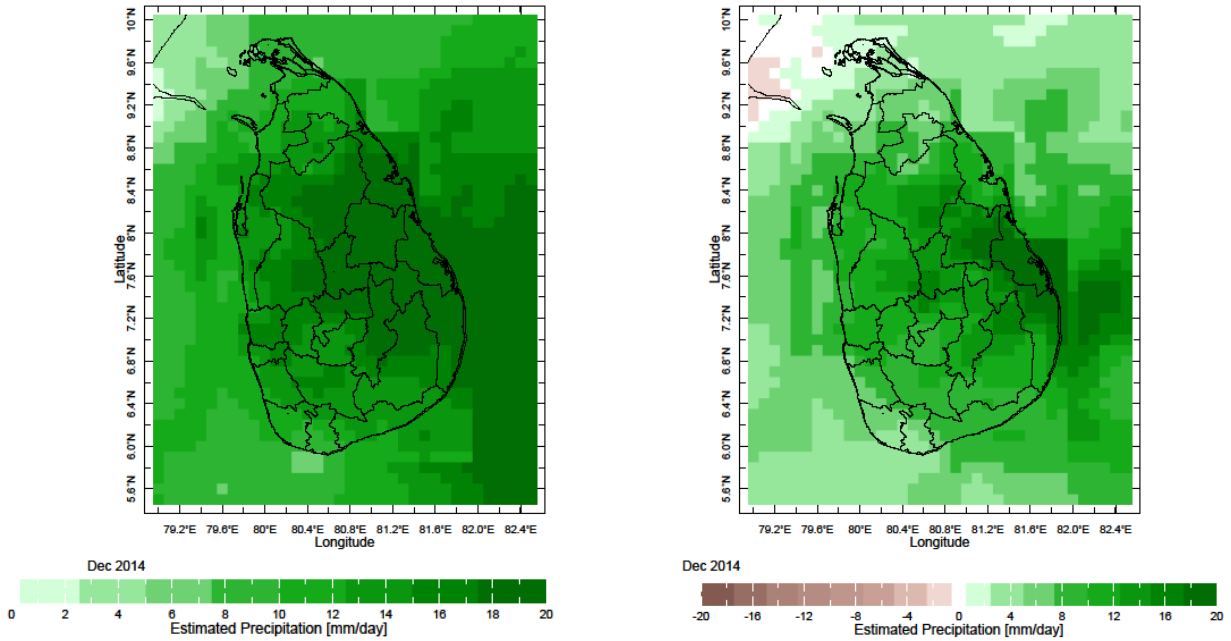 10°N
9.6°N
9.2°N
8.8°N
8.4°N
8°N
7.6°N
7.2°N
6.8°N
6.4°N
6.0°N
5.6°N
Latitude
79.2°E 79.6°E 80°E 80.4°E 80.8°E 81.2°E 81.6°E 82.0°E 82.4°E
Longitude
Dec 2014
0 2 4 6 8 10 12 14 16 18 20
Estimated Precipitation [mm/day]
10°N
9.6°N
9.2°N
8.8°N
8.4°N
8°N
7.6°N
7.2°N
6.8°N
6.4°N
6.0°N
5.6°N
Latitude
79.2°E 79.6°E 80°E 80.4°E 80.8°E 81.2°E 81.6°E 82.0°E 82.4°E
Longitude
Dec 2014
-20 -16 -12 -8 -4 0 4 8 12 16 20
Estimated Precipitation [mm/day]